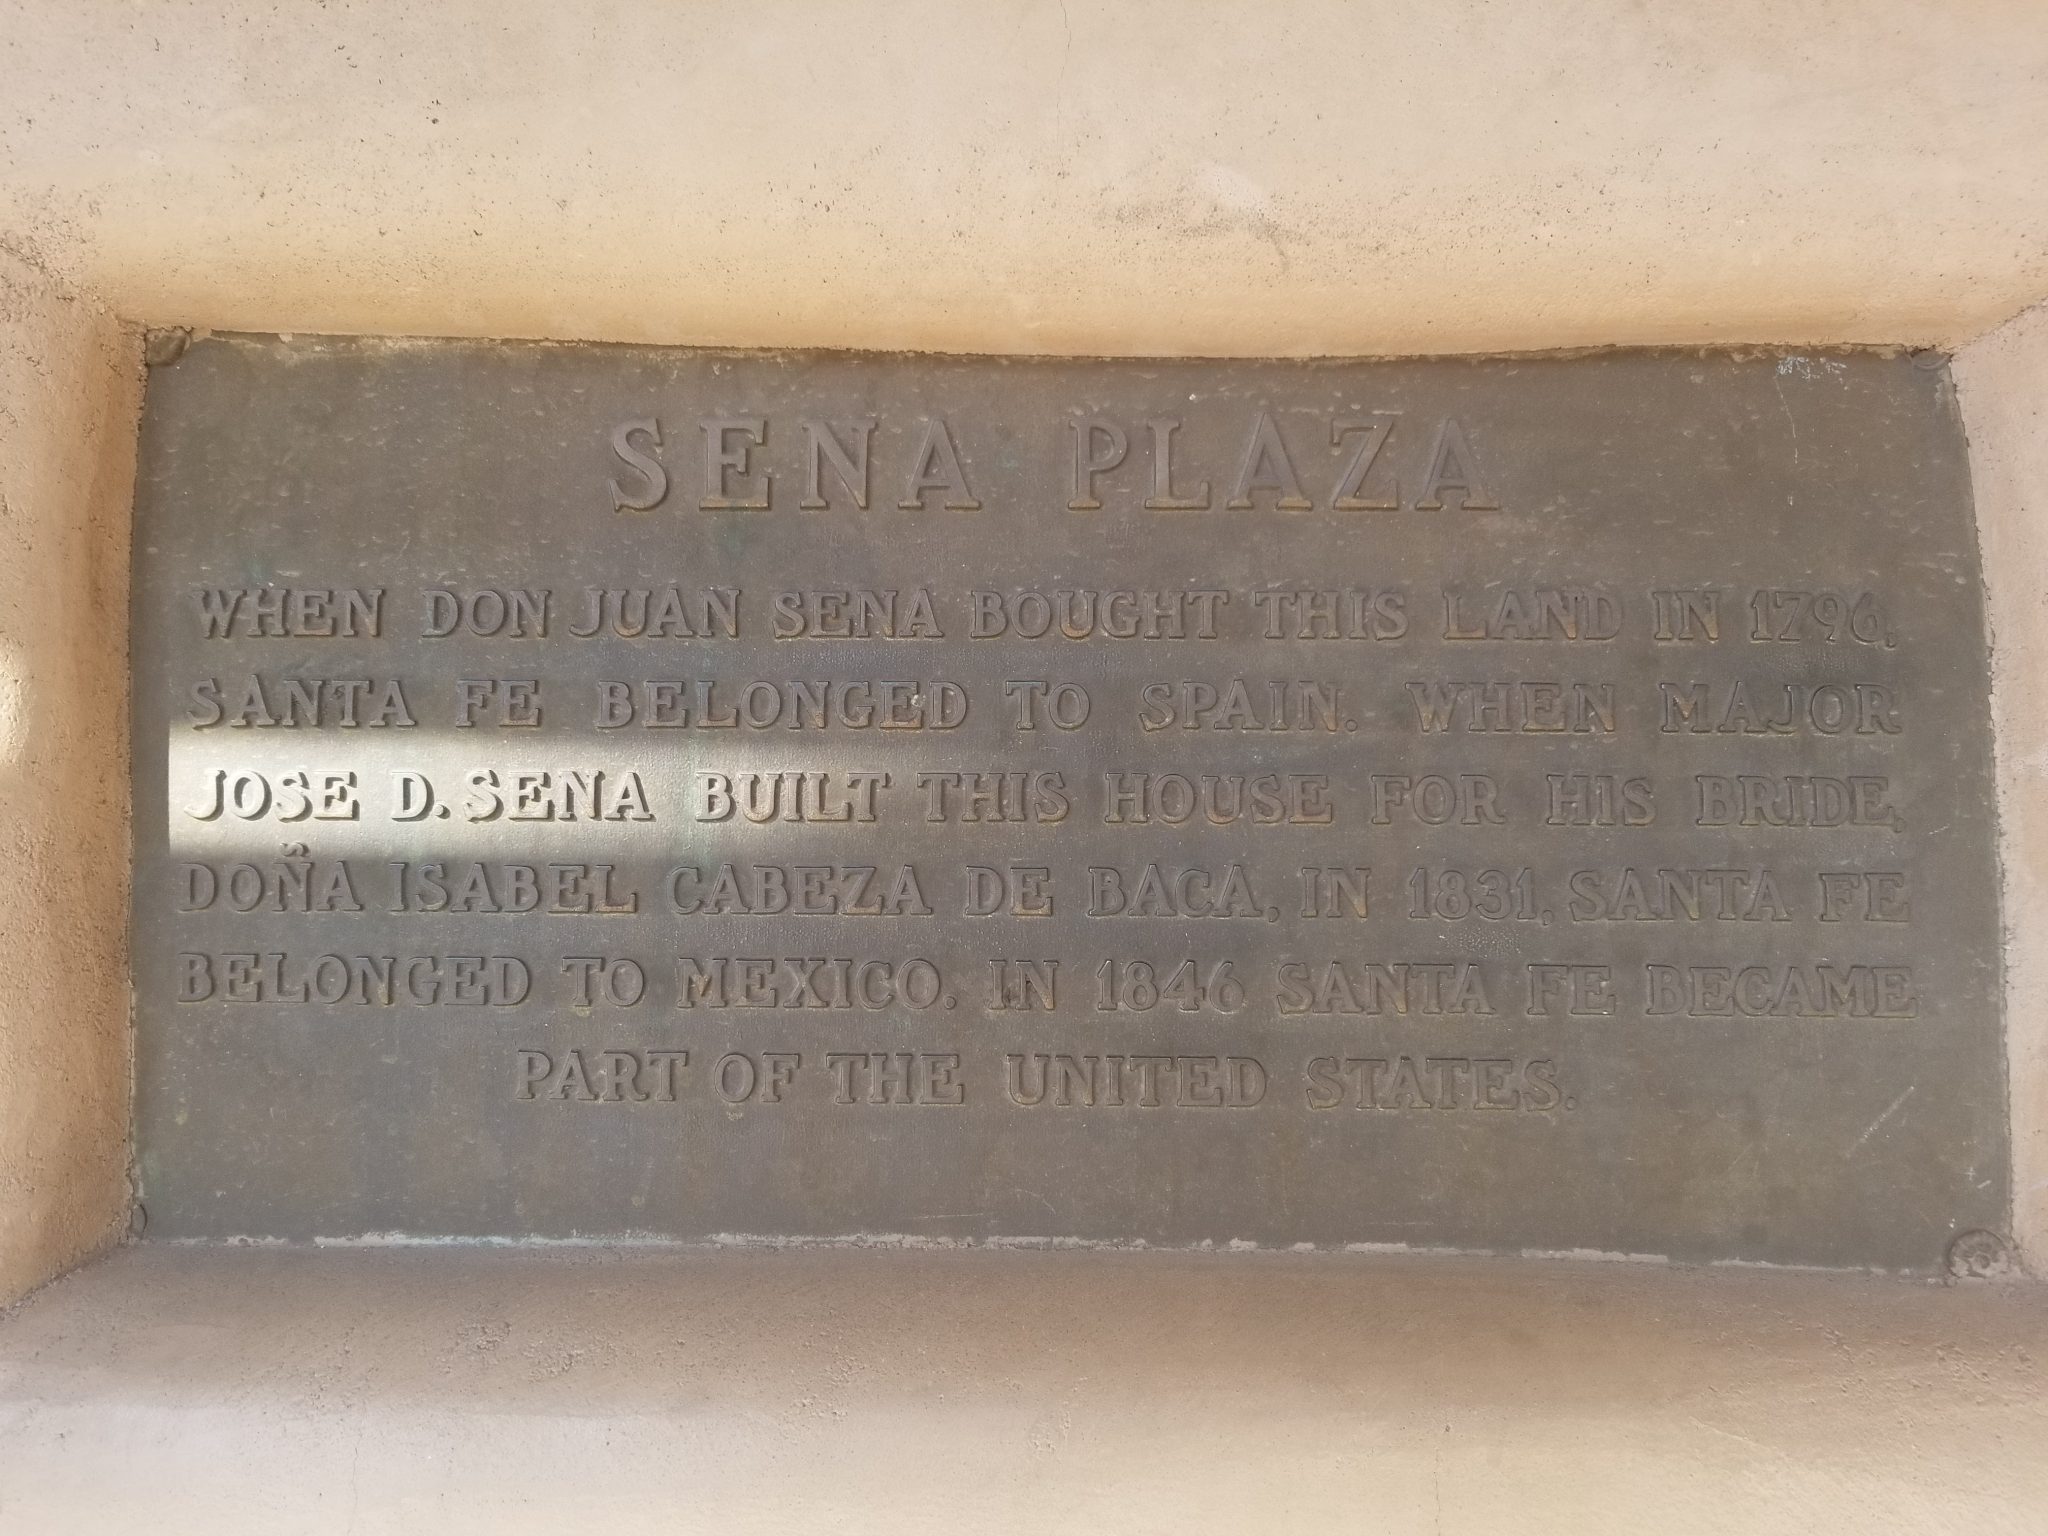 SENA PLAZA
WHEN DON JUAN SENA BOUGHT THIS LAND IN 1796,
SANTA FE BELONGED TO SPAIN. WHEN MAJOR
JOSE D. SENA BUILT THIS HOUSE FOR HIS BRIDE,
DOÑA ISABEL CABEZA DE BACA, IN 1831, SANTA FE
BELONGED TO MEXICO. IN 1846 SANTA FE BECAME
PART OF THE UNITED STATES.